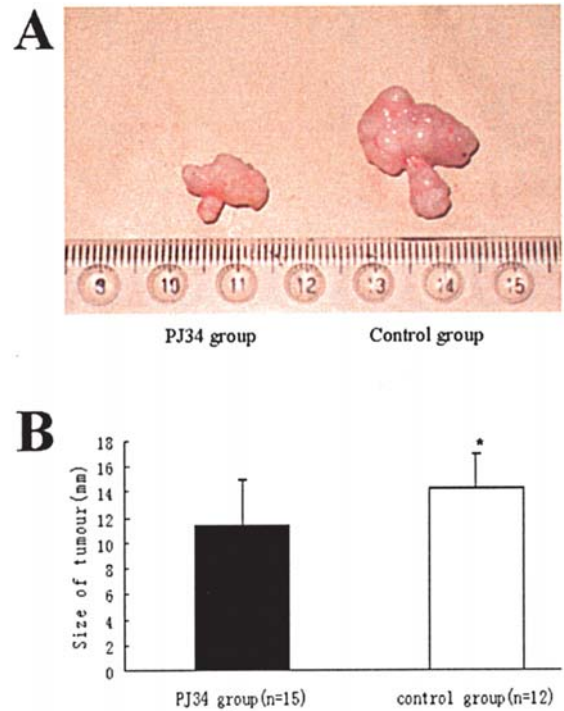 A
9 10 11 12 13 14 15
PJ34 group Control group
B
*
18
16
14
12
10
8
6
4
2
0
Size of tumour(mm)
PJ34 group(n=15) control group(n=12)